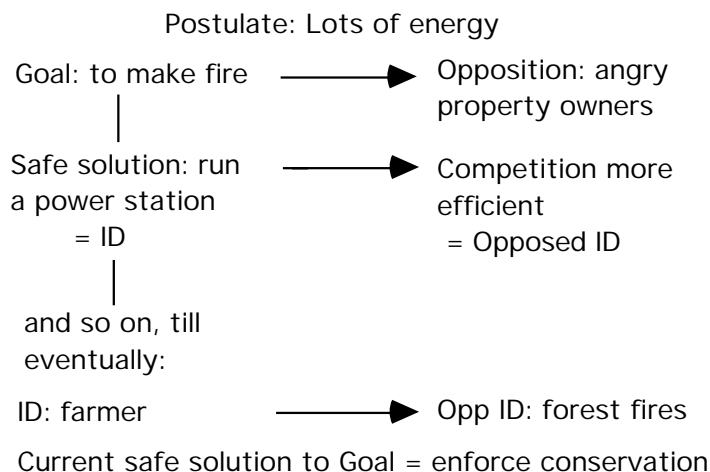 Postulate: Lots of energy
Goal: to make fire
Opposition: angry
property owners
Safe solution: run
a power station
= ID
Competition more
efficient
= Opposed ID
and so on, till
eventually:
ID: farmer
Opp ID: forest fires
Current safe solution to Goal = enforce conservation